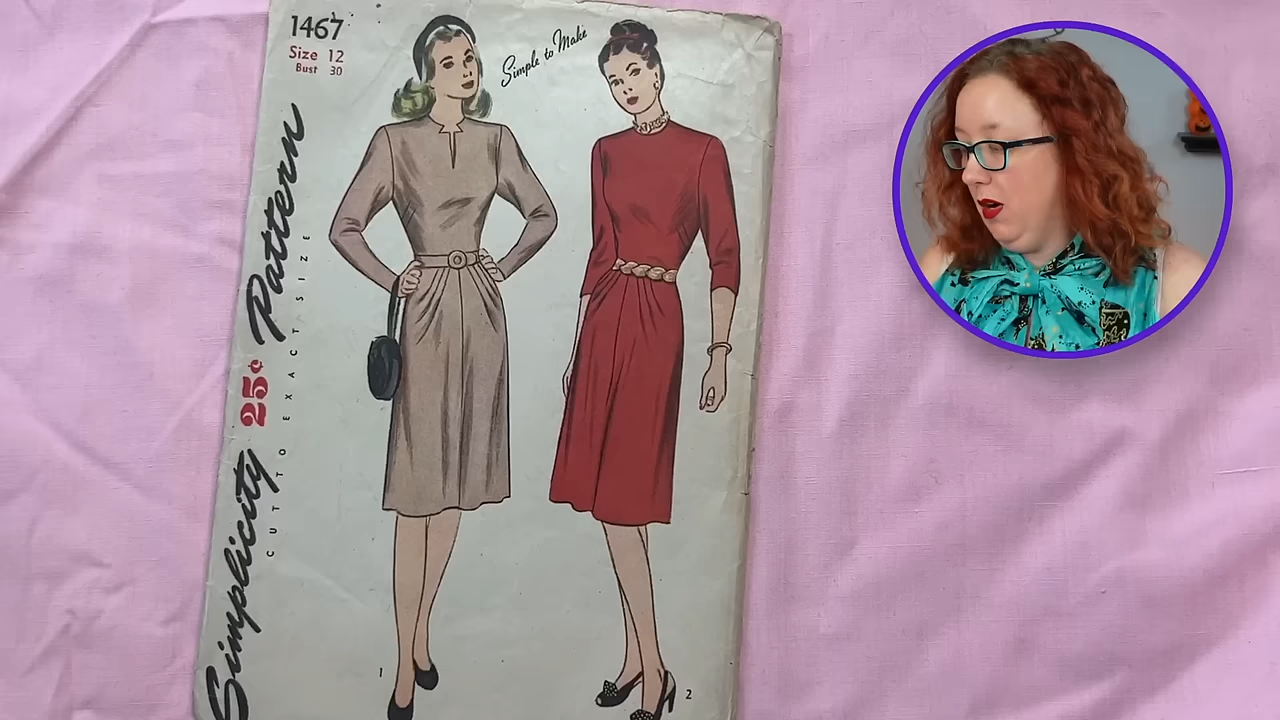 1467
Size 12
Bust 30
Simple to Make
Simplicity 25¢ Pattern
CUT TO EXACT SIZE
1
2